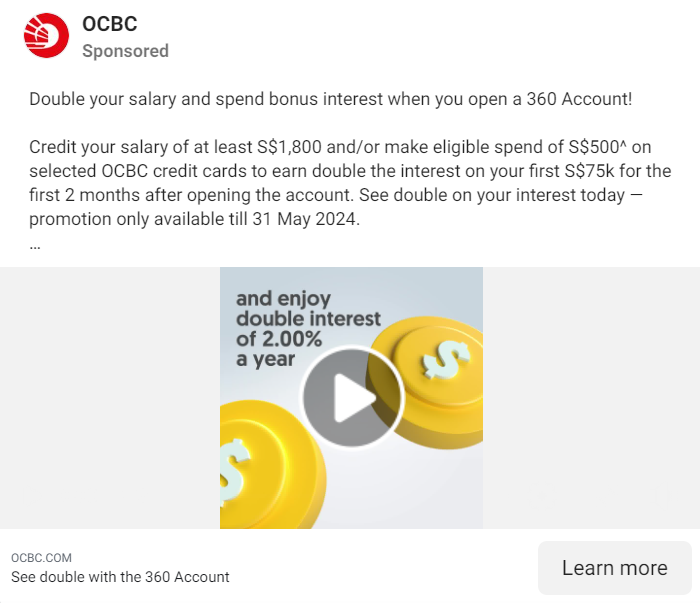 OCBC
Sponsored
Double your salary and spend bonus interest when you open a 360 Account!
Credit your salary of at least S$1,800 and/or make eligible spend of S$500^ on
selected OCBC credit cards to earn double the interest on your first S$75k for the
first 2 months after opening the account. See double on your interest today —
promotion only available till 31 May 2024.
...
and enjoy
double interest
of 2.00%
a year
$
$
OCBC.COM
See double with the 360 Account
Learn more